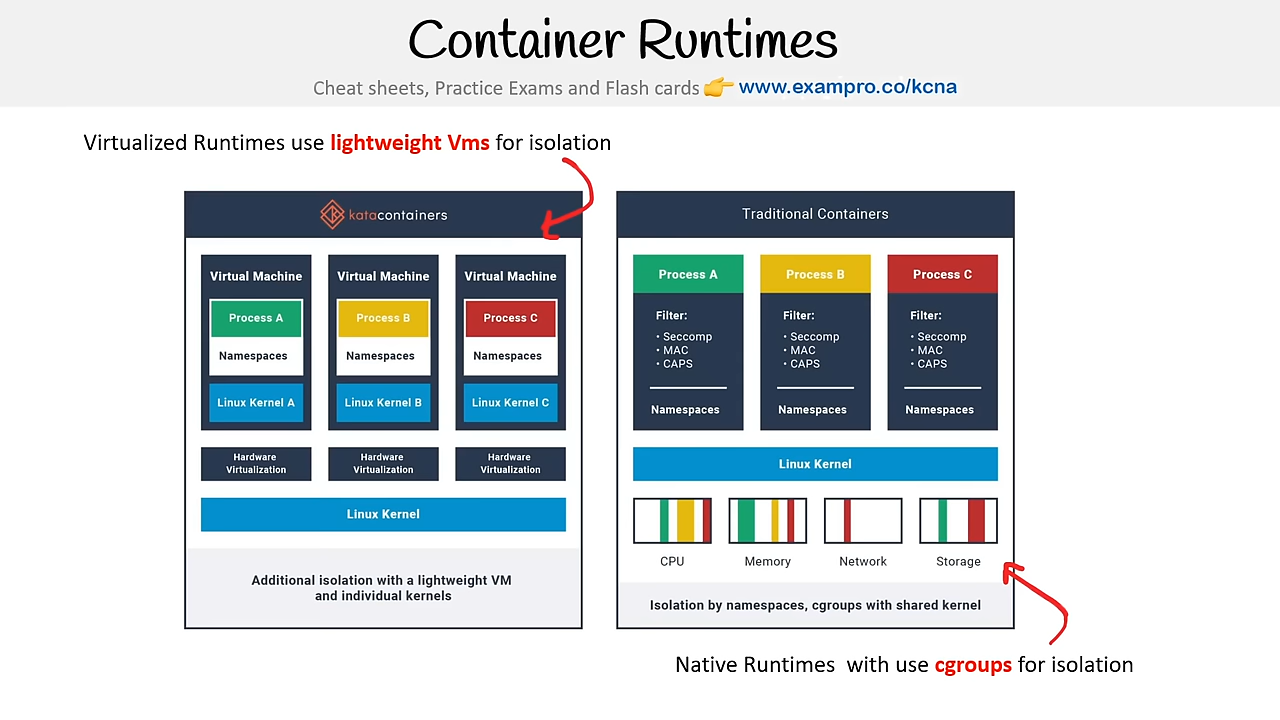 Container Runtimes
Cheat sheets, Practice Exams and Flash cards 👉 www.exampro.co/kcna
Virtualized Runtimes use lightweight Vms for isolation
katacontainers
Virtual Machine
Virtual Machine
Virtual Machine
Process A
Process B
Process C
Namespaces
Namespaces
Namespaces
Linux Kernel A
Linux Kernel B
Linux Kernel C
Hardware
Virtualization
Hardware
Virtualization
Hardware
Virtualization
Linux Kernel
Additional isolation with a lightweight VM
and individual kernels
Traditional Containers
Process A
Filter:
• Seccomp
• MAC
• CAPS
Namespaces
Process B
Filter:
• Seccomp
• MAC
• CAPS
Namespaces
Process C
Filter:
• Seccomp
• MAC
• CAPS
Namespaces
Linux Kernel
CPU
Memory
Network
Storage
Isolation by namespaces, cgroups with shared kernel
Native Runtimes with use cgroups for isolation